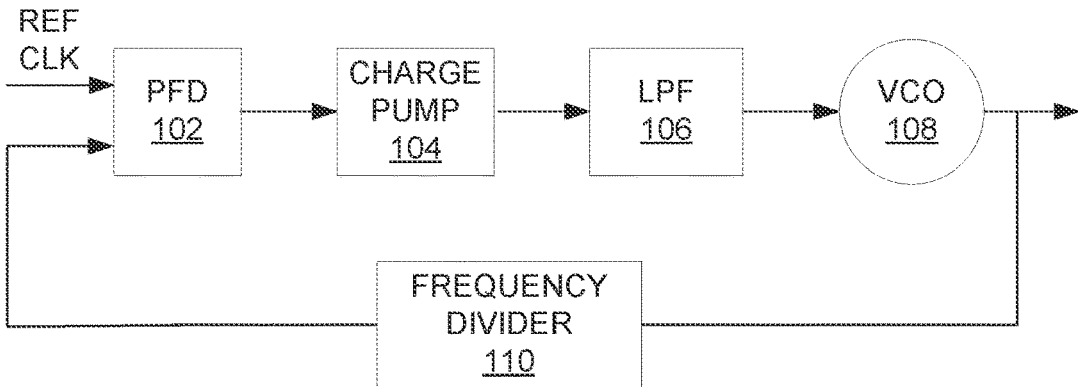 REF
CLK
PFD
102
CHARGE
PUMP
104
LPF
106
VCO
108
FREQUENCY
DIVIDER
110